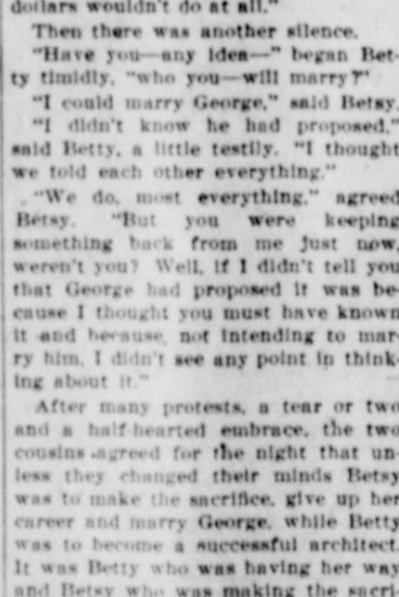 dollars wouldn't do at all."
Then there was another silence.
"Have you—any idea—" began Bet-
ty timidly, "who you—will marry?"
"I could marry George," said Betsy.
"I didn't know he had proposed,"
said Betty, a little testily. "I thought
we told each other everything."
"We do, most everything," agreed
Betsy. "But you were keeping
something back from me just now,
weren't you? Well, if I didn't tell you
that George had proposed it was be-
cause I thought you must have known
it and because, not intending to mar-
ry him, I didn't see any point in think-
ing about it."
After many protests, a tear or two
and a half-hearted embrace, the two
cousins agreed for the night that un-
less they changed their minds Betsy
was to make the sacrifice, give up her
career and marry George, while Betty
was to become a successful architect.
It was Betty who was having her way
and Betsy who was making the sacri-